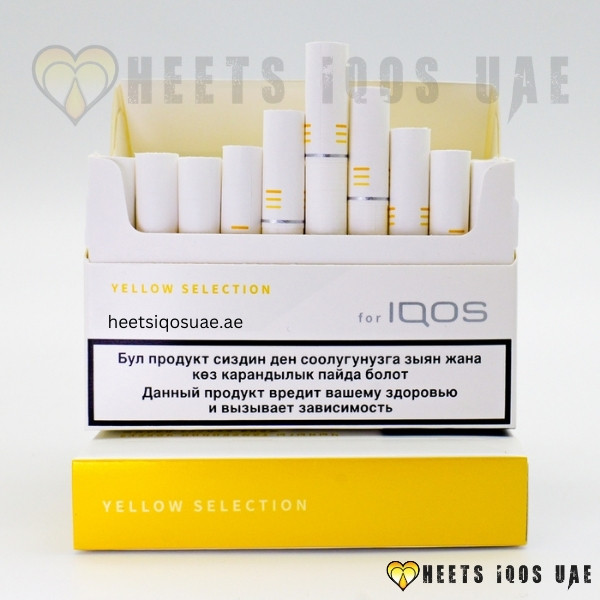 HEETS iQOS UAE
YELLOW SELECTION
heetsiqosuae.ae
for IQOS
Бул продукт сиздин ден соолугунузга зыян жана
көз карандылык пайда болот
Данный продукт вредит вашему здоровью
и вызывает зависимость
YELLOW SELECTION
HEETS iQOS UAE